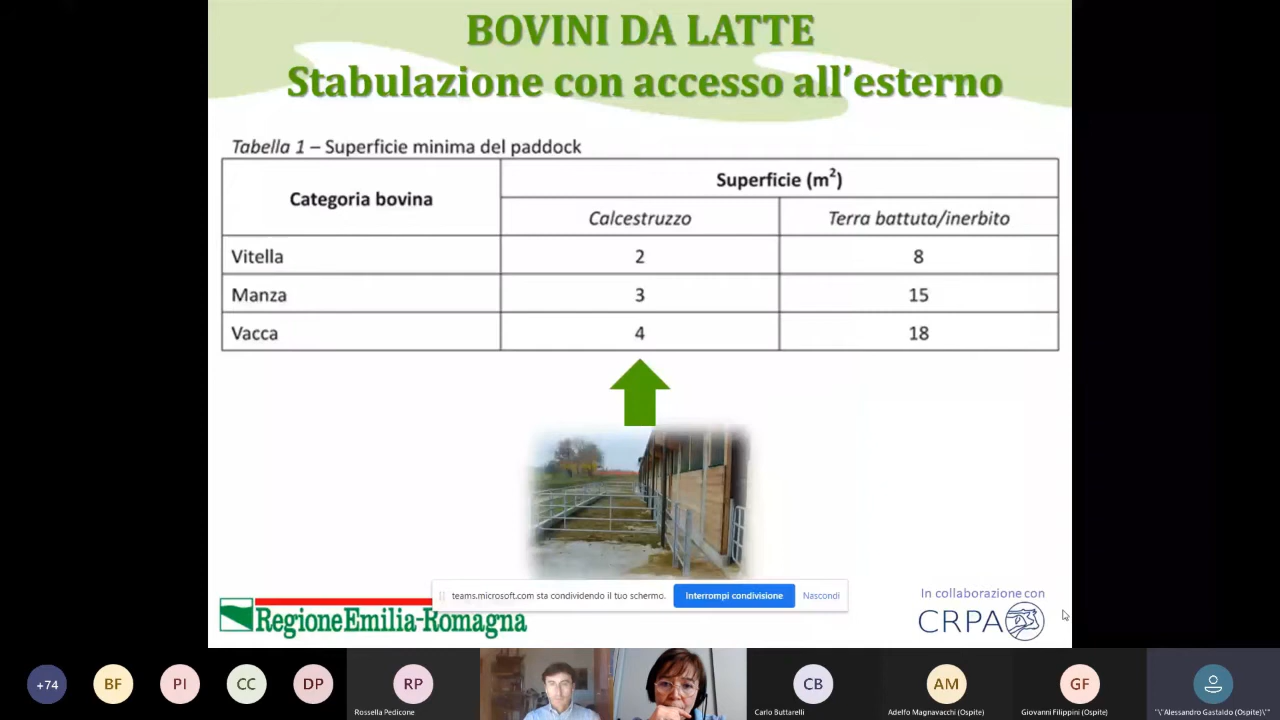 BOVINI DA LATTE
Stabulazione con accesso all'esterno
Tabella 1 – Superficie minima del paddock
Categoria bovina
Superficie (m²)
Calcestruzzo
Terra battuta/inerbito
Vitella
2
8
Manza
3
15
Vacca
4
18
teams.microsoft.com sta condividendo il tuo schermo.
Interrompi condivisione
Nascondi
RegioneEmilia-Romagna
In collaborazione con
CRPA
+74
BF
PI
CC
DP
RP
Rossella Pedicone
CB
Carlo Buttarelli
AM
Adelfo Magnavacchi (Ospite)
GF
Giovanni Filippini (Ospite)
"\"Alessandro Gastaldo (Ospite)\""